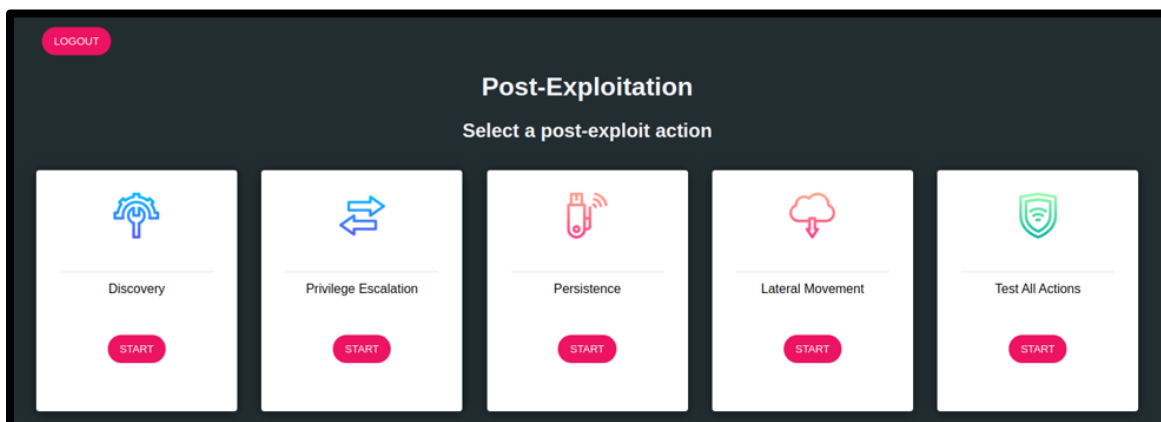 LOGOUT
Post-Exploitation
Select a post-exploit action
Discovery
Privilege Escalation
Persistence
Lateral Movement
Test All Actions
START
START
START
START
START